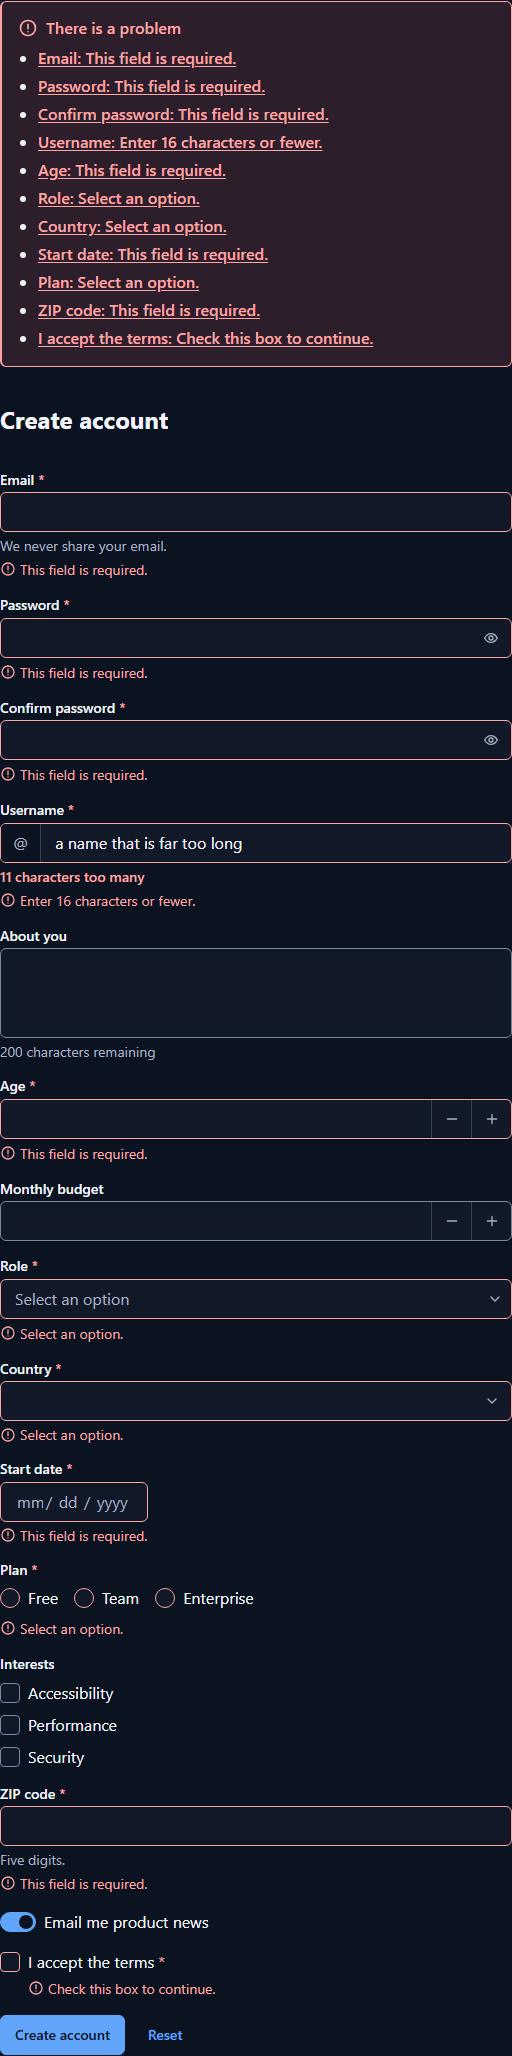 There is a problem
Email: This field is required.
Password: This field is required.
Confirm password: This field is required.
Username: Enter 16 characters or fewer.
Age: This field is required.
Role: Select an option.
Country: Select an option.
Start date: This field is required.
Plan: Select an option.
ZIP code: This field is required.
I accept the terms: Check this box to continue.
Create account
Email *
We never share your email.
This field is required.
Password *
This field is required.
Confirm password *
This field is required.
Username *
@ a name that is far too long
11 characters too many
Enter 16 characters or fewer.
About you
200 characters remaining
Age *
This field is required.
Monthly budget
Role *
Select an option
Select an option.
Country *
Select an option.
Start date *
mm/ dd / yyyy
This field is required.
Plan *
Free Team Enterprise
Select an option.
Interests
Accessibility
Performance
Security
ZIP code *
Five digits.
This field is required.
Email me product news
I accept the terms *
Check this box to continue.
Create account Reset